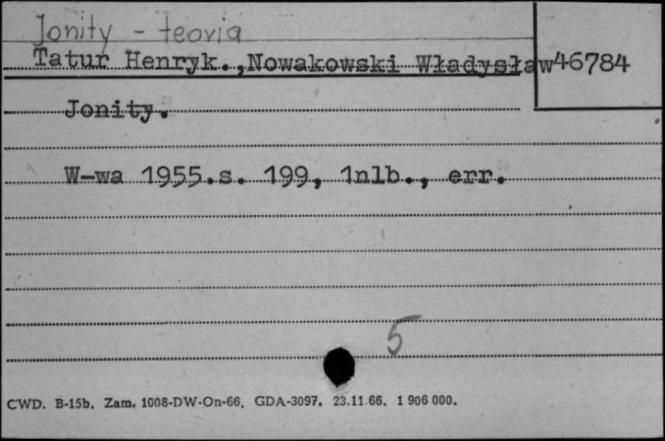 Jonity - teoria
Tatur Henryk., Nowakowski Władysław 46784
Jonity.
W-wa 1955.s. 199, 1nlb., err.
5
CWD. B-15b. Zam. 1008-DW-On-66. GDA-3097. 23.11.66. 1 906 000.